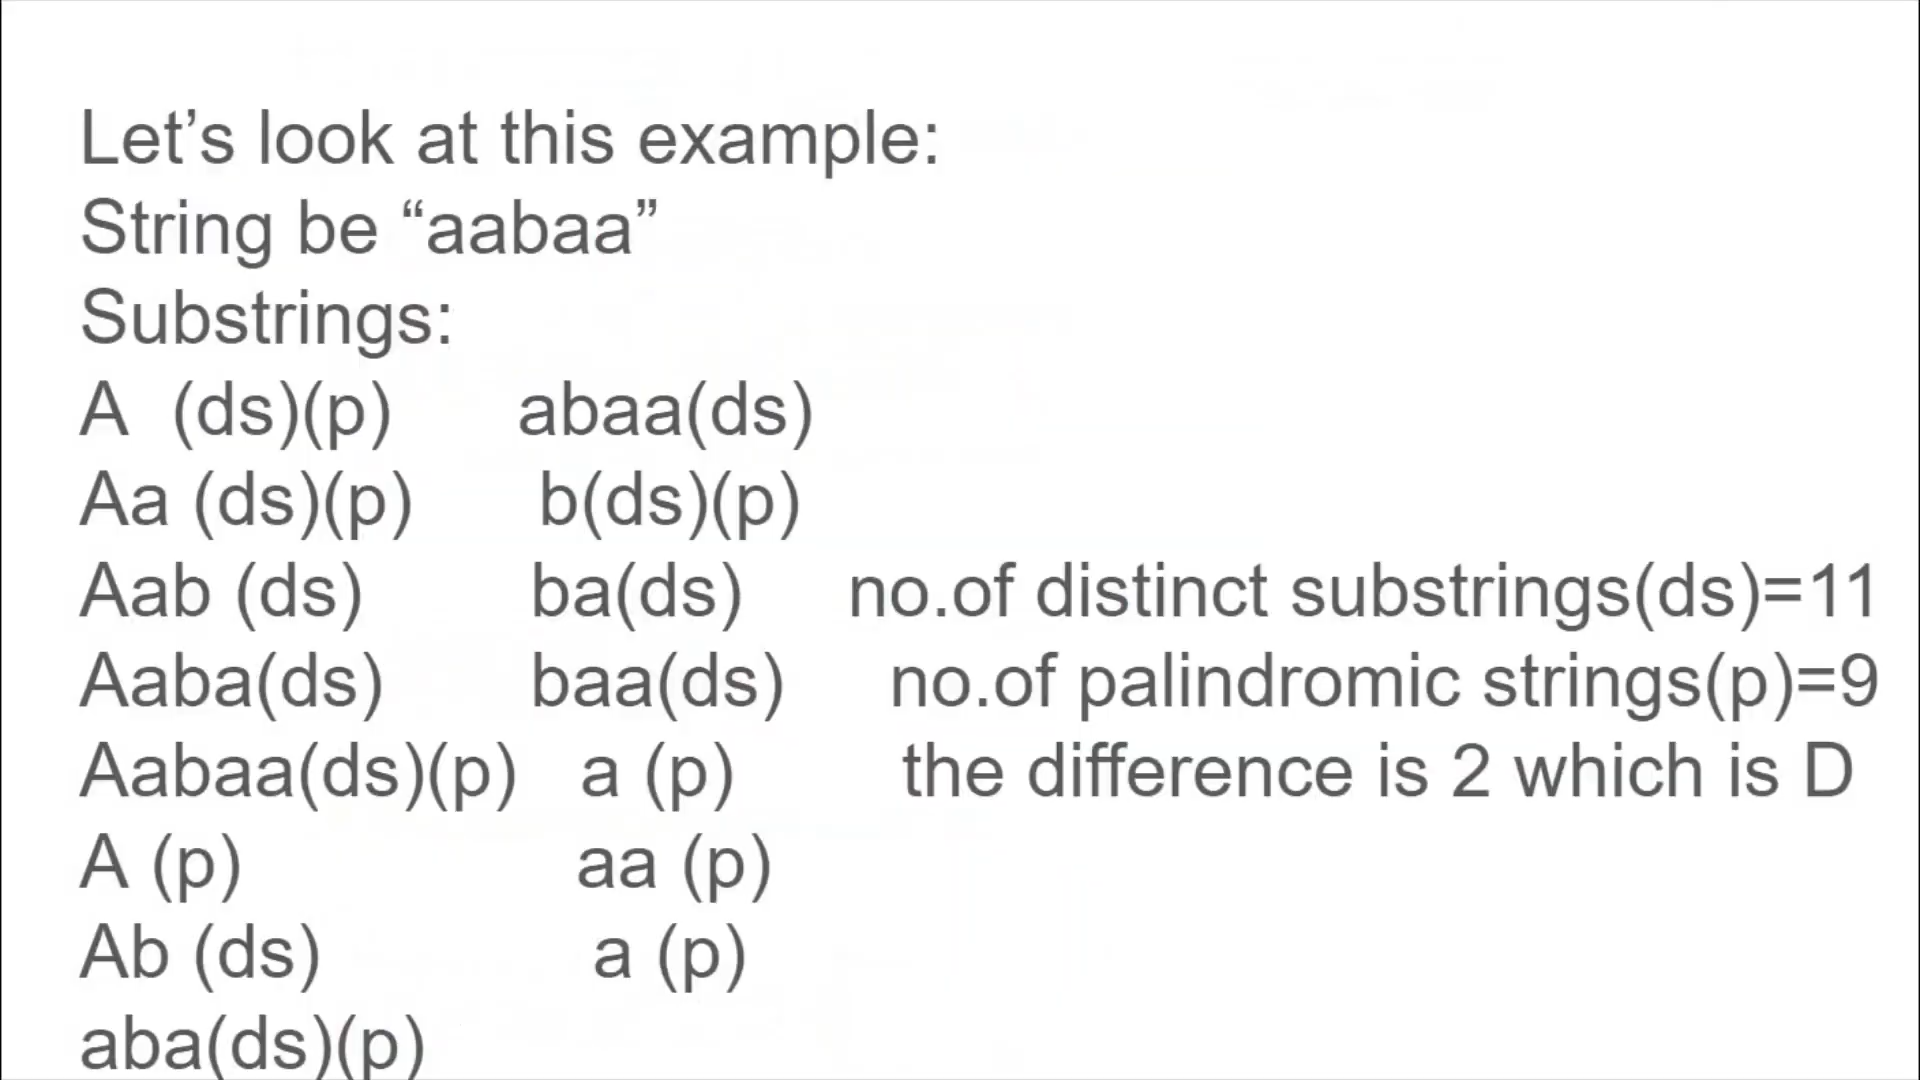 Let’s look at this example:
String be “aabaa”
Substrings:
A (ds)(p) abaa(ds)
Aa (ds)(p) b(ds)(p)
Aab (ds) ba(ds) no.of distinct substrings(ds)=11
Aaba(ds) baa(ds) no.of palindromic strings(p)=9
Aabaa(ds)(p) a (p) the difference is 2 which is D
A (p) aa (p)
Ab (ds) a (p)
aba(ds)(p)